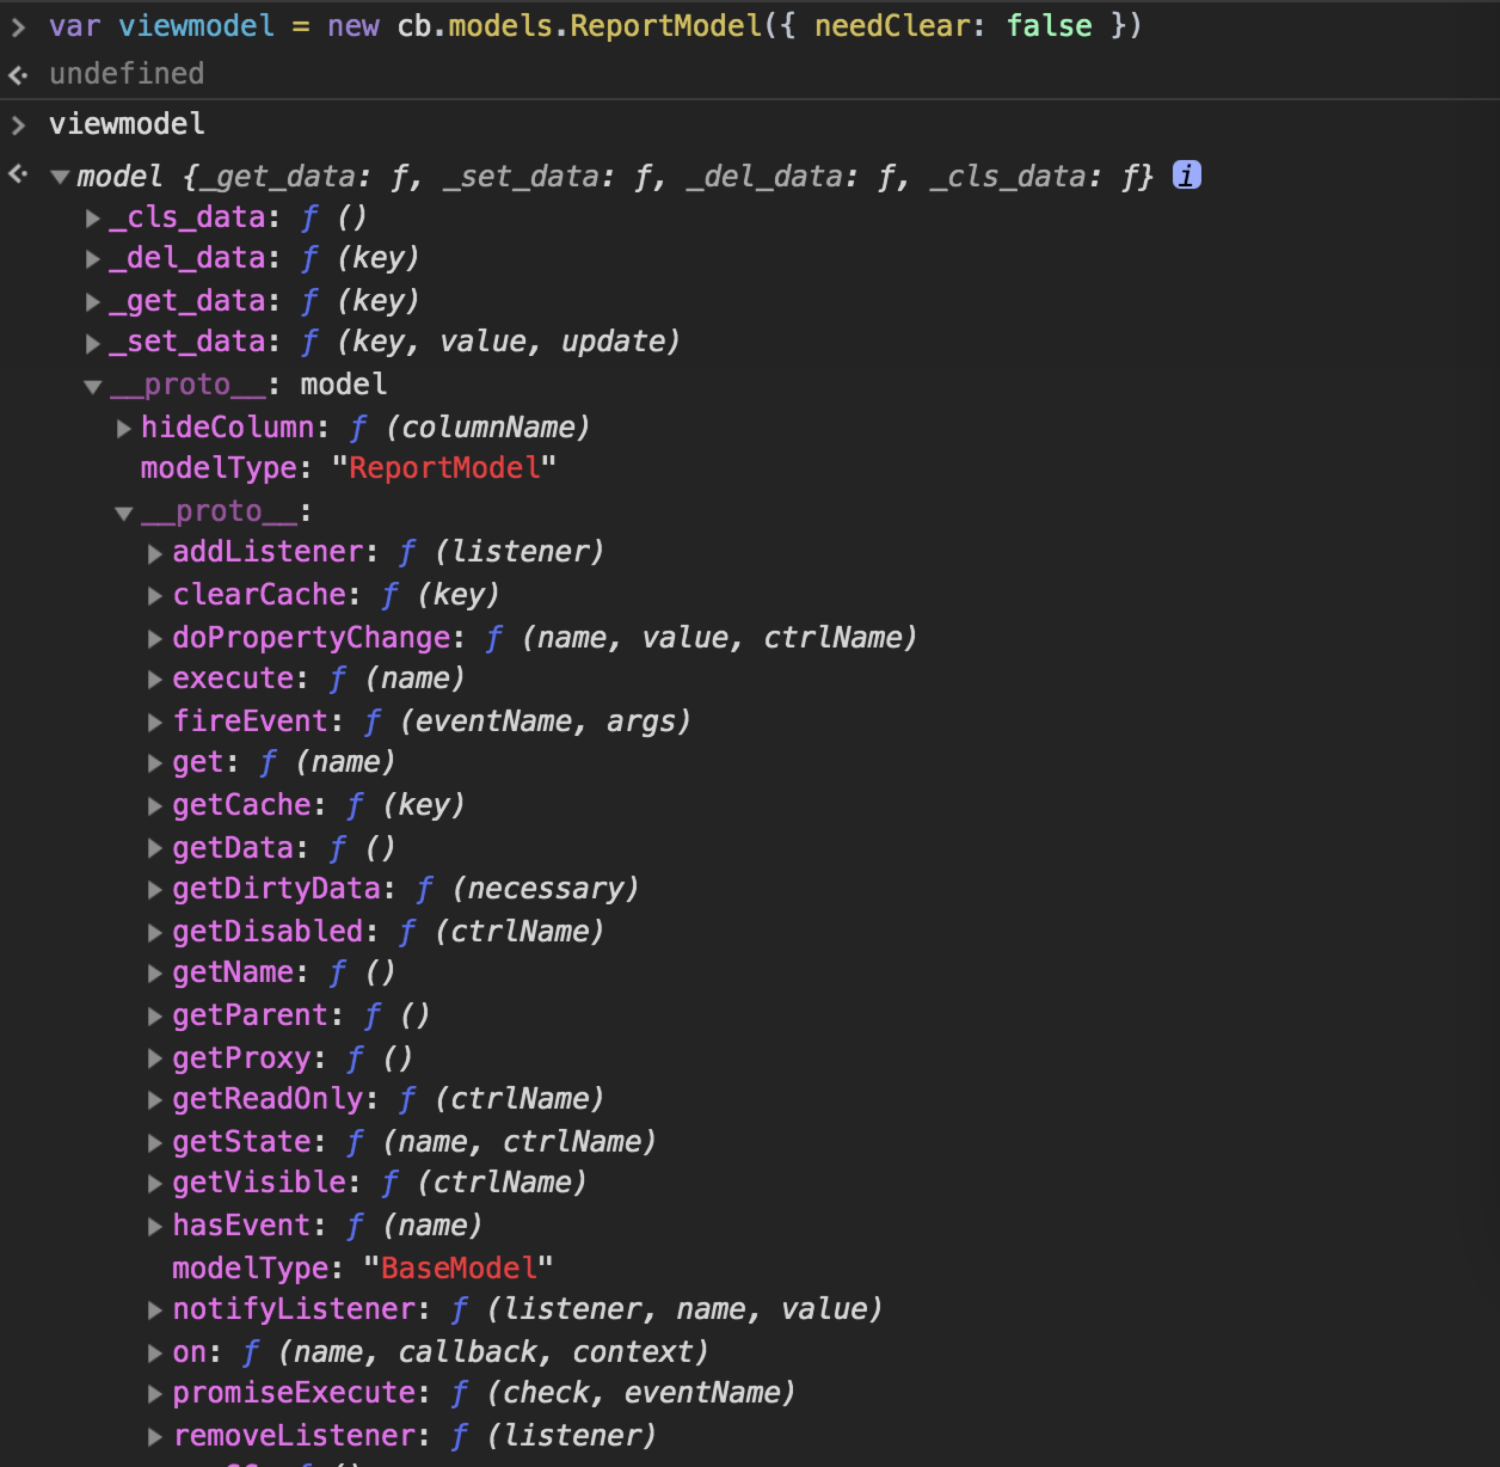 > var viewmodel = new cb.models.ReportModel({ needClear: false })
undefined
> viewmodel
model {_get_data: ƒ, _set_data: ƒ, _del_data: ƒ, _cls_data: ƒ} i
_cls_data: ƒ ()
_del_data: ƒ (key)
_get_data: ƒ (key)
_set_data: ƒ (key, value, update)
__proto__: model
hideColumn: ƒ (columnName)
modelType: "ReportModel"
__proto__:
addListener: ƒ (listener)
clearCache: ƒ (key)
doPropertyChange: ƒ (name, value, ctrlName)
execute: ƒ (name)
fireEvent: ƒ (eventName, args)
get: ƒ (name)
getCache: ƒ (key)
getData: ƒ ()
getDirtyData: ƒ (necessary)
getDisabled: ƒ (ctrlName)
getName: ƒ ()
getParent: ƒ ()
getProxy: ƒ ()
getReadOnly: ƒ (ctrlName)
getState: ƒ (name, ctrlName)
getVisible: ƒ (ctrlName)
hasEvent: ƒ (name)
modelType: "BaseModel"
notifyListener: ƒ (listener, name, value)
on: ƒ (name, callback, context)
promiseExecute: ƒ (check, eventName)
removeListener: ƒ (listener)